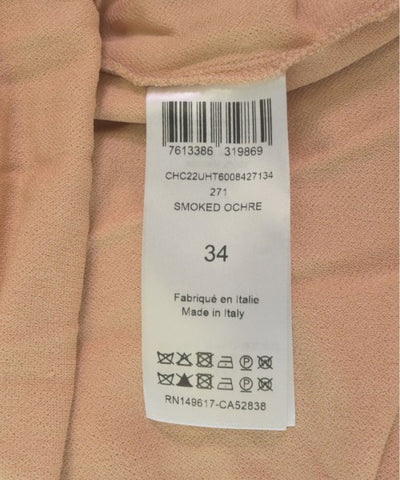 7613386 319869
CHC22UHT6008427134
271
SMOKED OCHRE
34
Fabriqué en Italie
Made in Italy
RN149617-CA52838